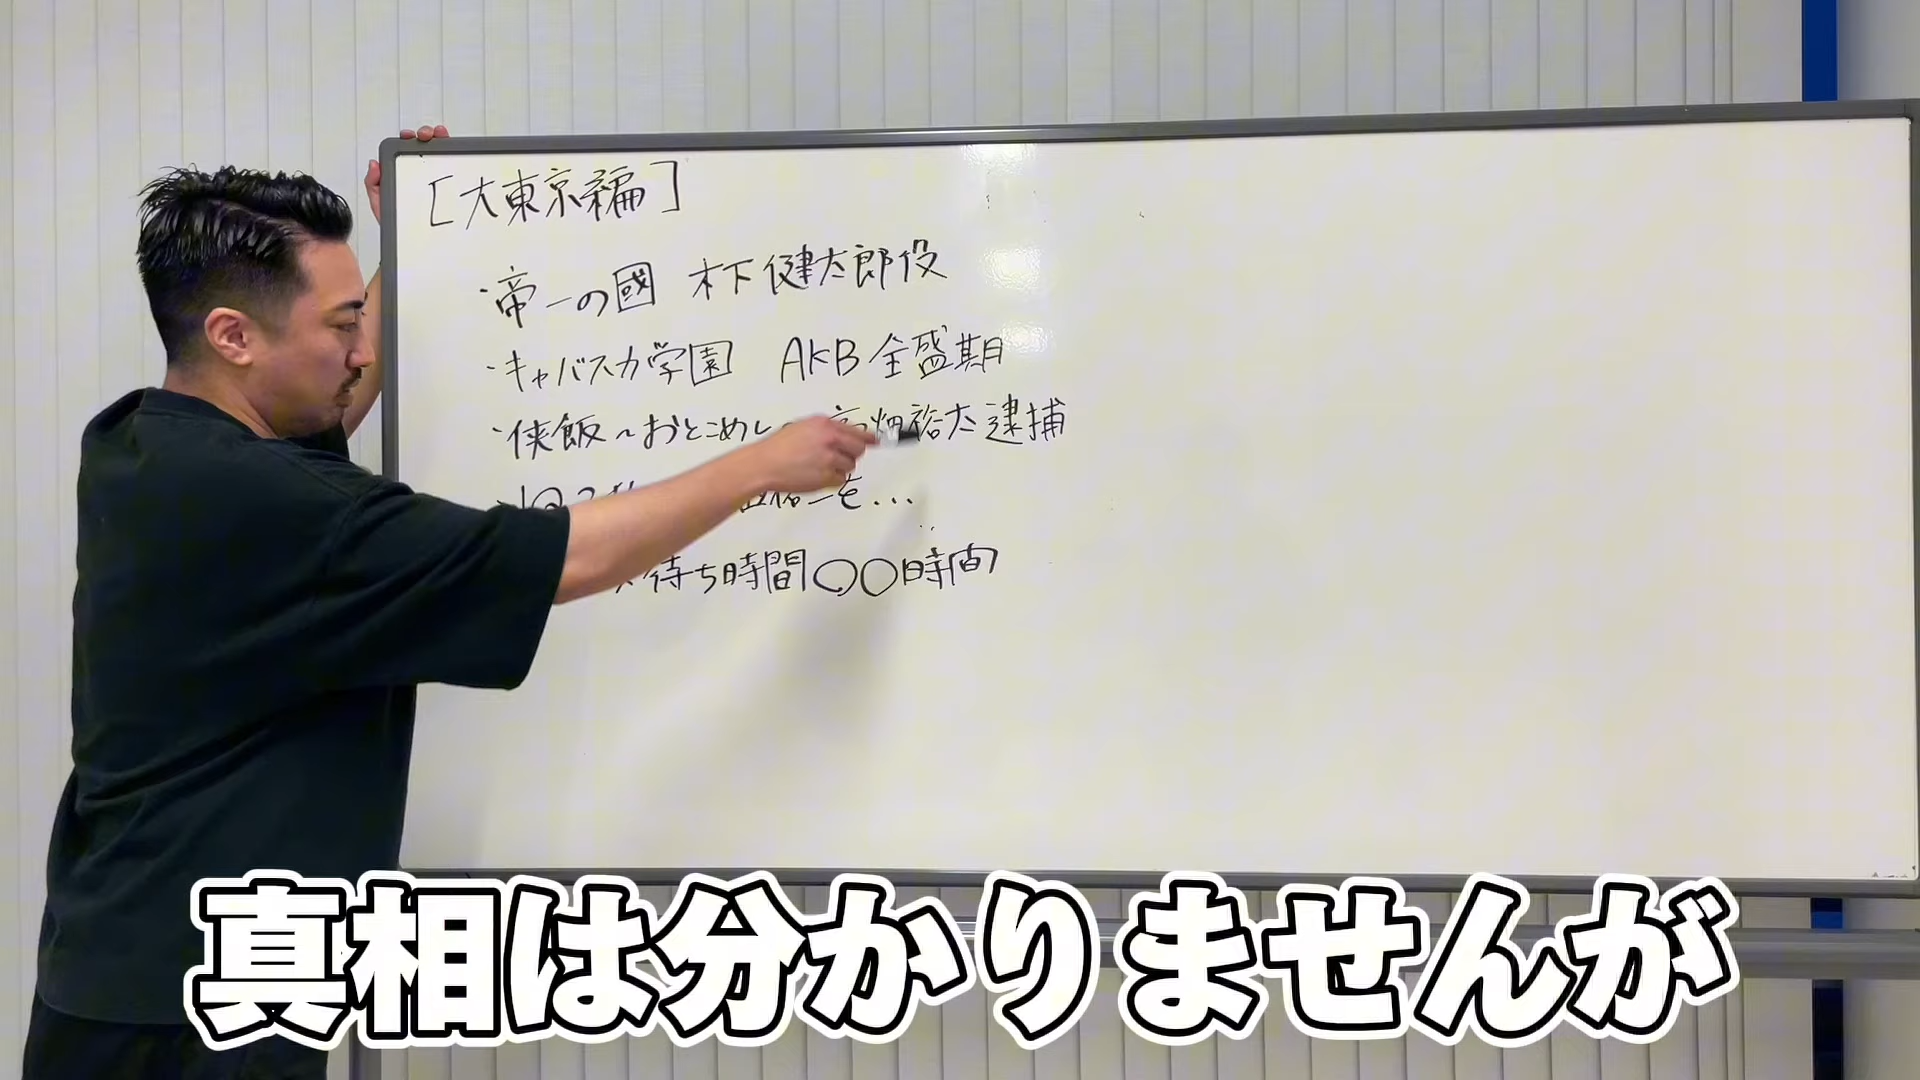 [大東京編]
・帝一の國 木下健太郎役
・キャバスカ学園 AKB全盛期
・侠飯~おとこめし~高畑裕太逮捕
を...
待ち時間〇〇時間
真相は分かりませんが